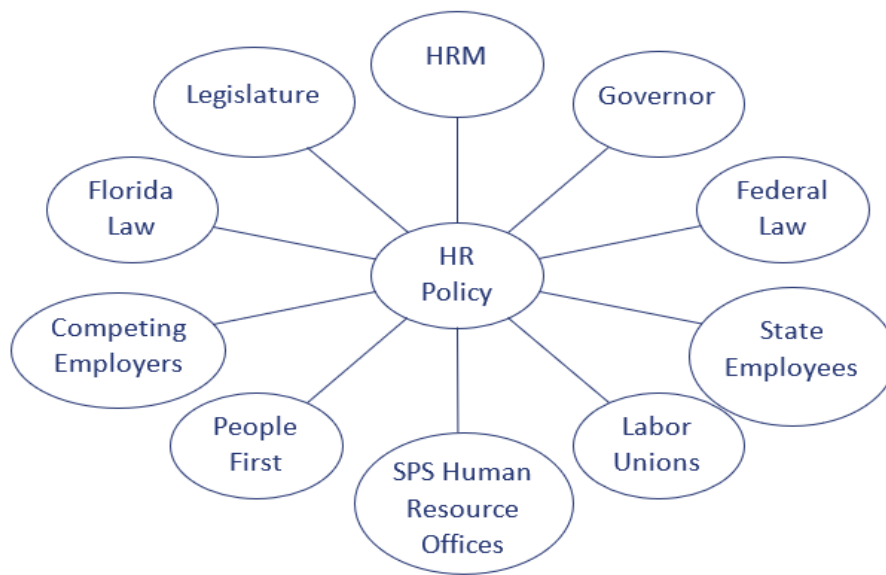 HRM
Legislature
Governor
Florida
Law
Federal
Law
HR
Policy
Competing
Employers
State
Employees
People
First
Labor
Unions
SPS Human
Resource
Offices